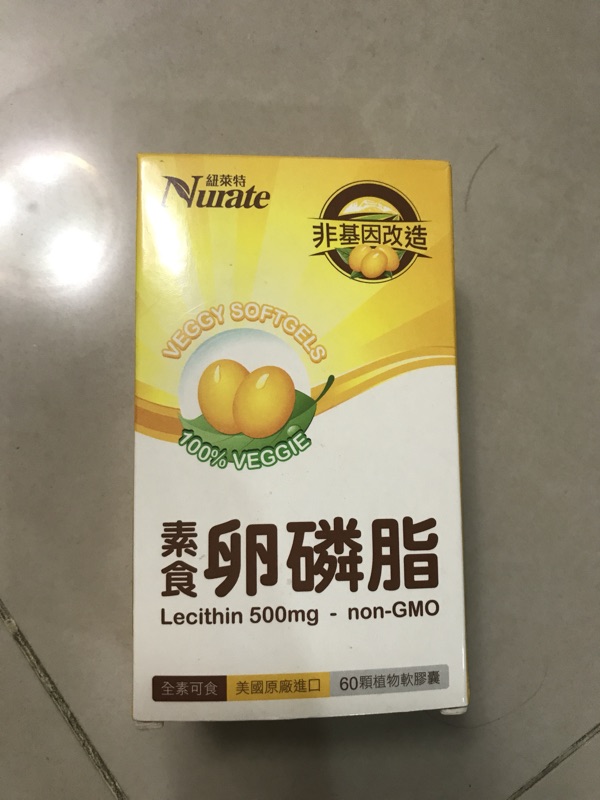 紐萊特
Nurate
非基因改造
VEGGY SOFTGELS
100% VEGGIE
素食 卵磷脂
Lecithin 500mg - non-GMO
全素可食 美國原廠進口 60顆植物軟膠囊